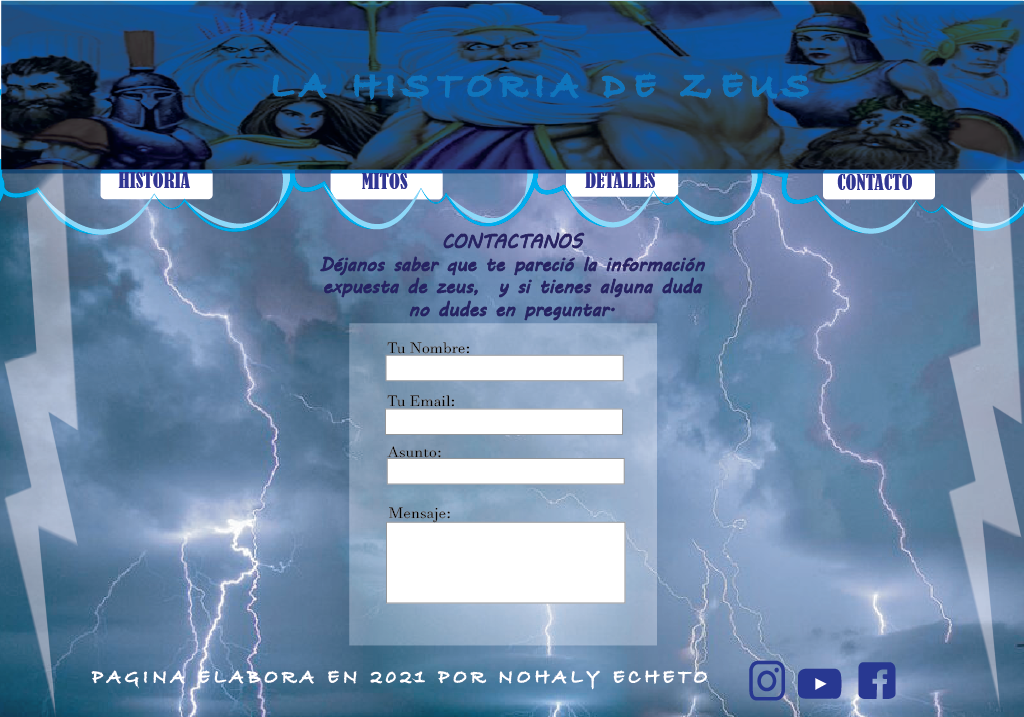 LA HISTORIA DE ZEUS
HISTORIA
MITOS
DETALLES
CONTACTO
CONTACTANOS
Déjanos saber que te pareció la información
expuesta de zeus, y si tienes alguna duda
no dudes en preguntar.
Tu Nombre:
Tu Email:
Asunto:
Mensaje:
PAGINA ELABORA EN 2021 POR NOHALY ECHETO